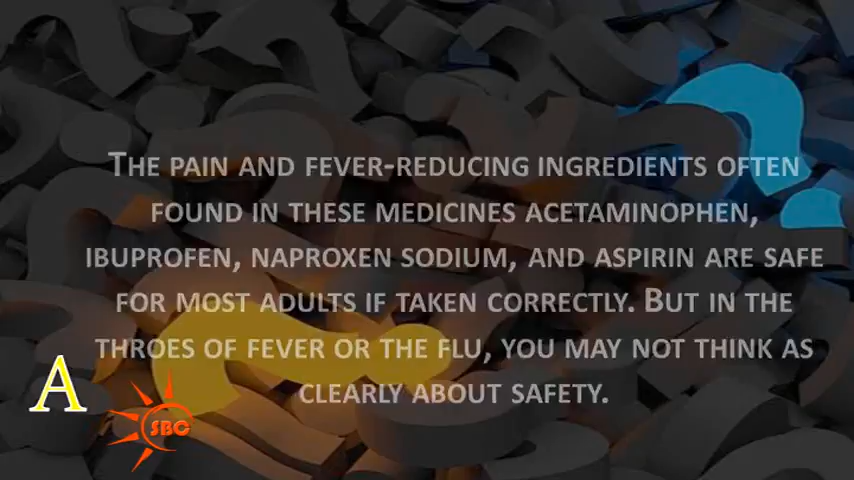 The pain and fever-reducing ingredients often
found in these medicines acetaminophen,
ibuprofen, naproxen sodium, and aspirin are safe
for most adults if taken correctly. But in the
throes of fever or the flu, you may not think as
clearly about safety.
A
SBC